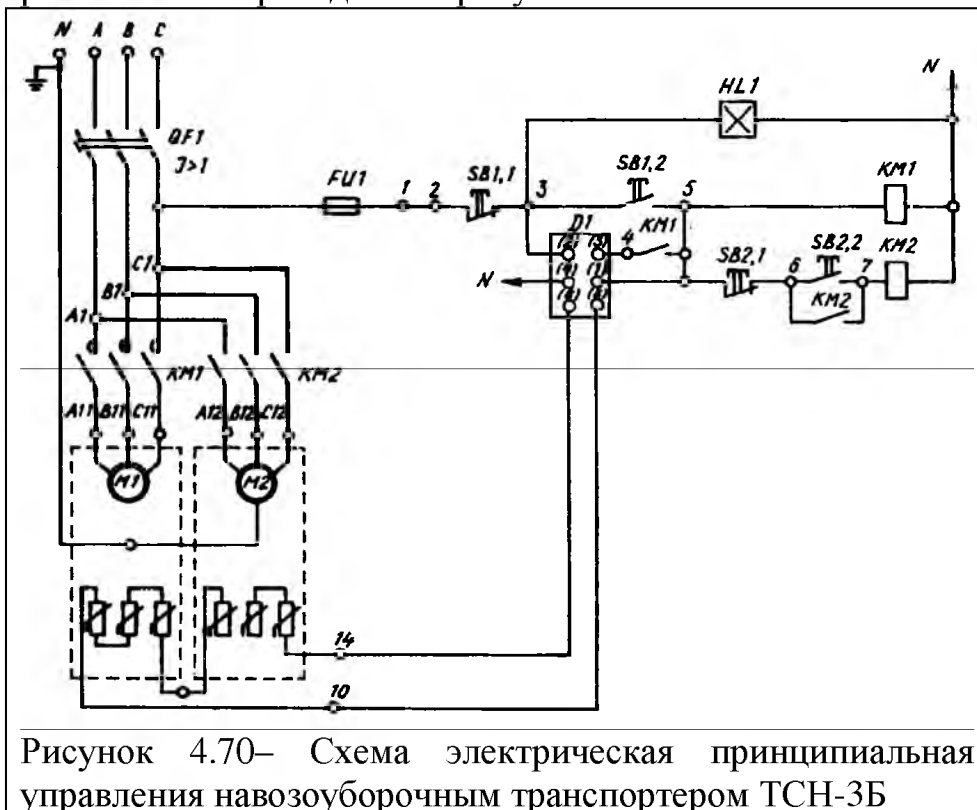 N A B C
N
HL1
QF1
J>1
FU1
1 2
SB1,1
3
SB1,2
5
KM1
D1
4
KM1
SB2,1
6
SB2,2
7
KM2
KM2
N
C1
B1
A1
KM1
KM2
A11 B11 C11
A12 B12 C12
M1
M2
14
10
Рисунок 4.70– Схема электрическая принципиальная
управления навозоуборочным транспортером ТСН-3Б